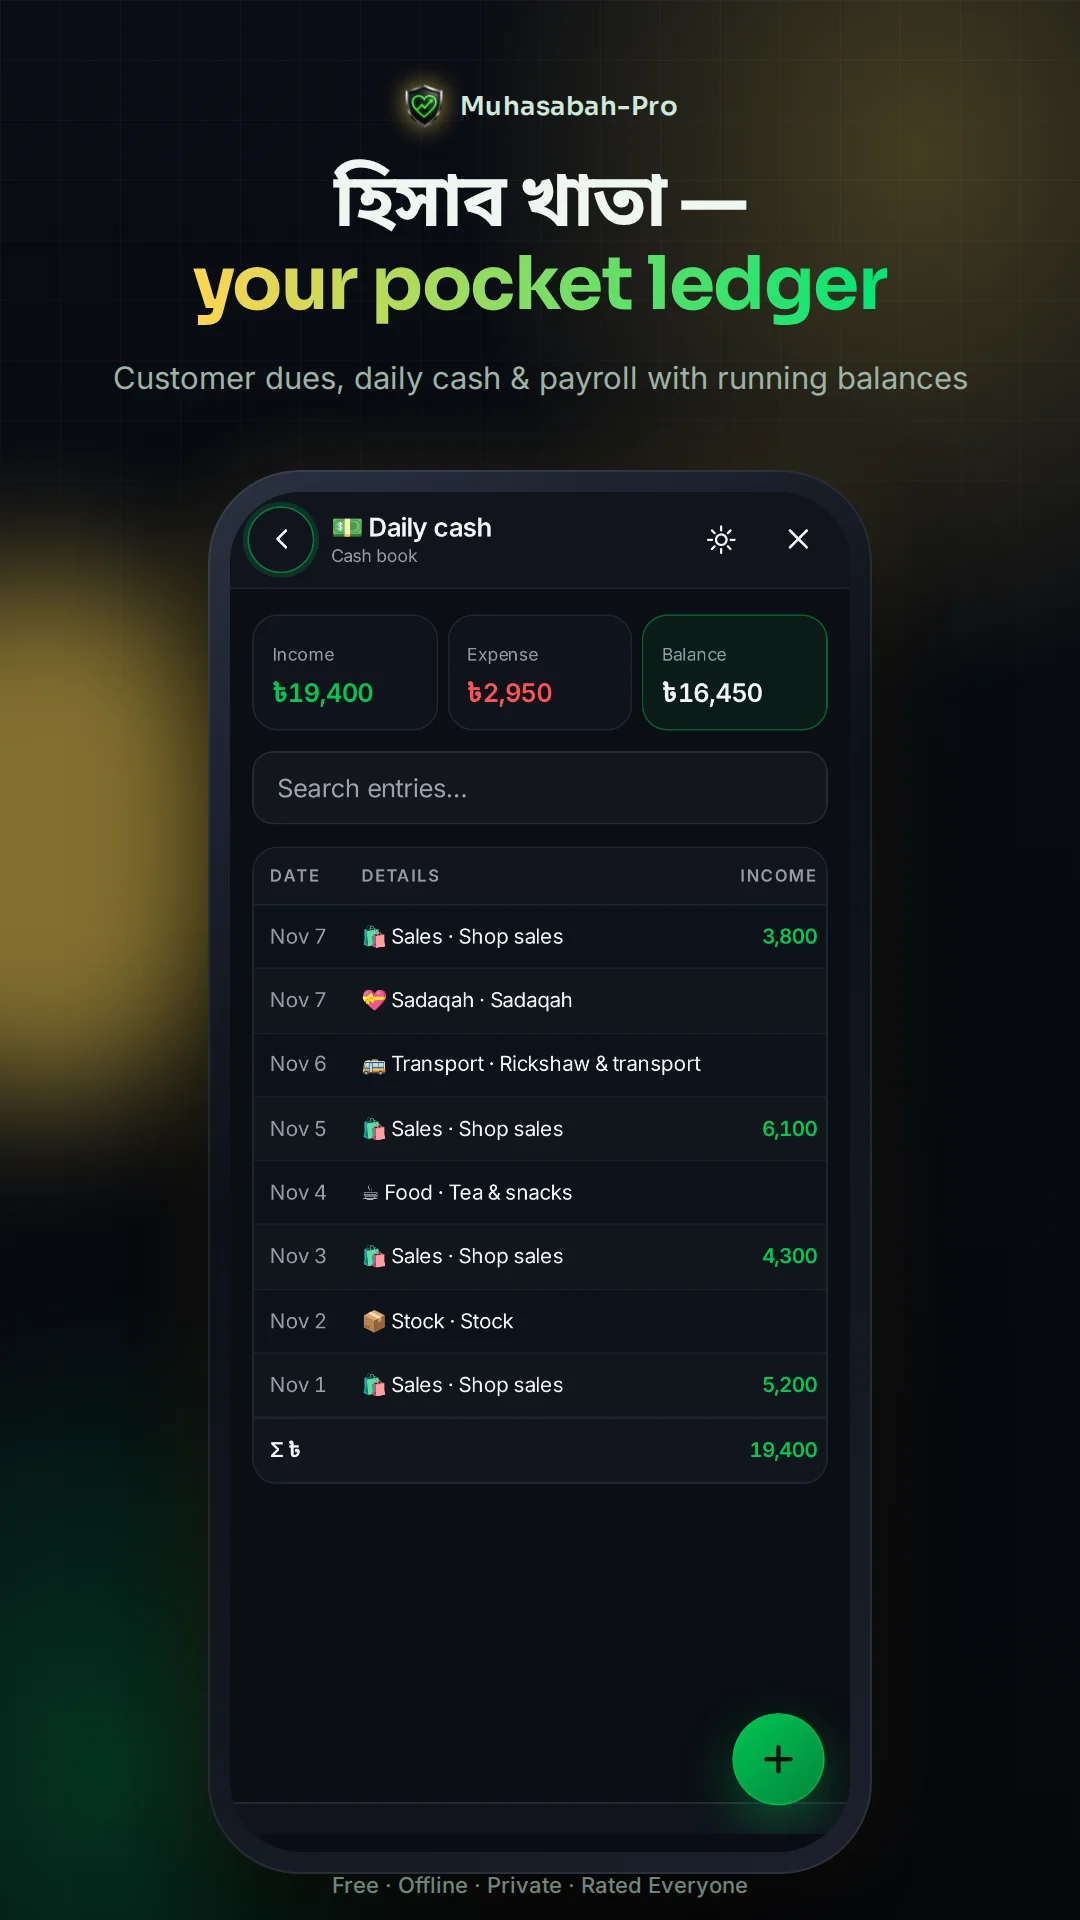 Muhasabah-Pro
হিসাব খাতা —
your pocket ledger
Customer dues, daily cash & payroll with running balances
💵 Daily cash
Cash book
Income
৳19,400
Expense
৳2,950
Balance
৳16,450
Search entries...
DATE DETAILS INCOME
Nov 7 🛍️ Sales · Shop sales 3,800
Nov 7 💝 Sadaqah · Sadaqah
Nov 6 🚌 Transport · Rickshaw & transport
Nov 5 🛍️ Sales · Shop sales 6,100
Nov 4 ☕ Food · Tea & snacks
Nov 3 🛍️ Sales · Shop sales 4,300
Nov 2 📦 Stock · Stock
Nov 1 🛍️ Sales · Shop sales 5,200
Σ ৳ 19,400
Free · Offline · Private · Rated Everyone